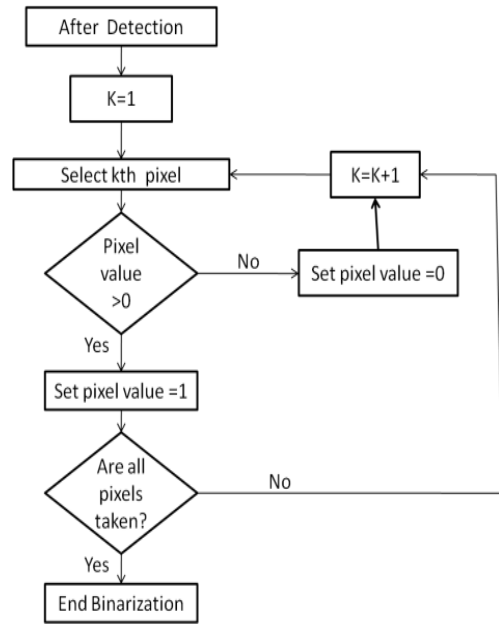 After Detection
K=1
Select kth pixel
K=K+1
Pixel
value
>0
No
Set pixel value =0
Yes
Set pixel value =1
Are all
pixels
taken?
No
Yes
End Binarization